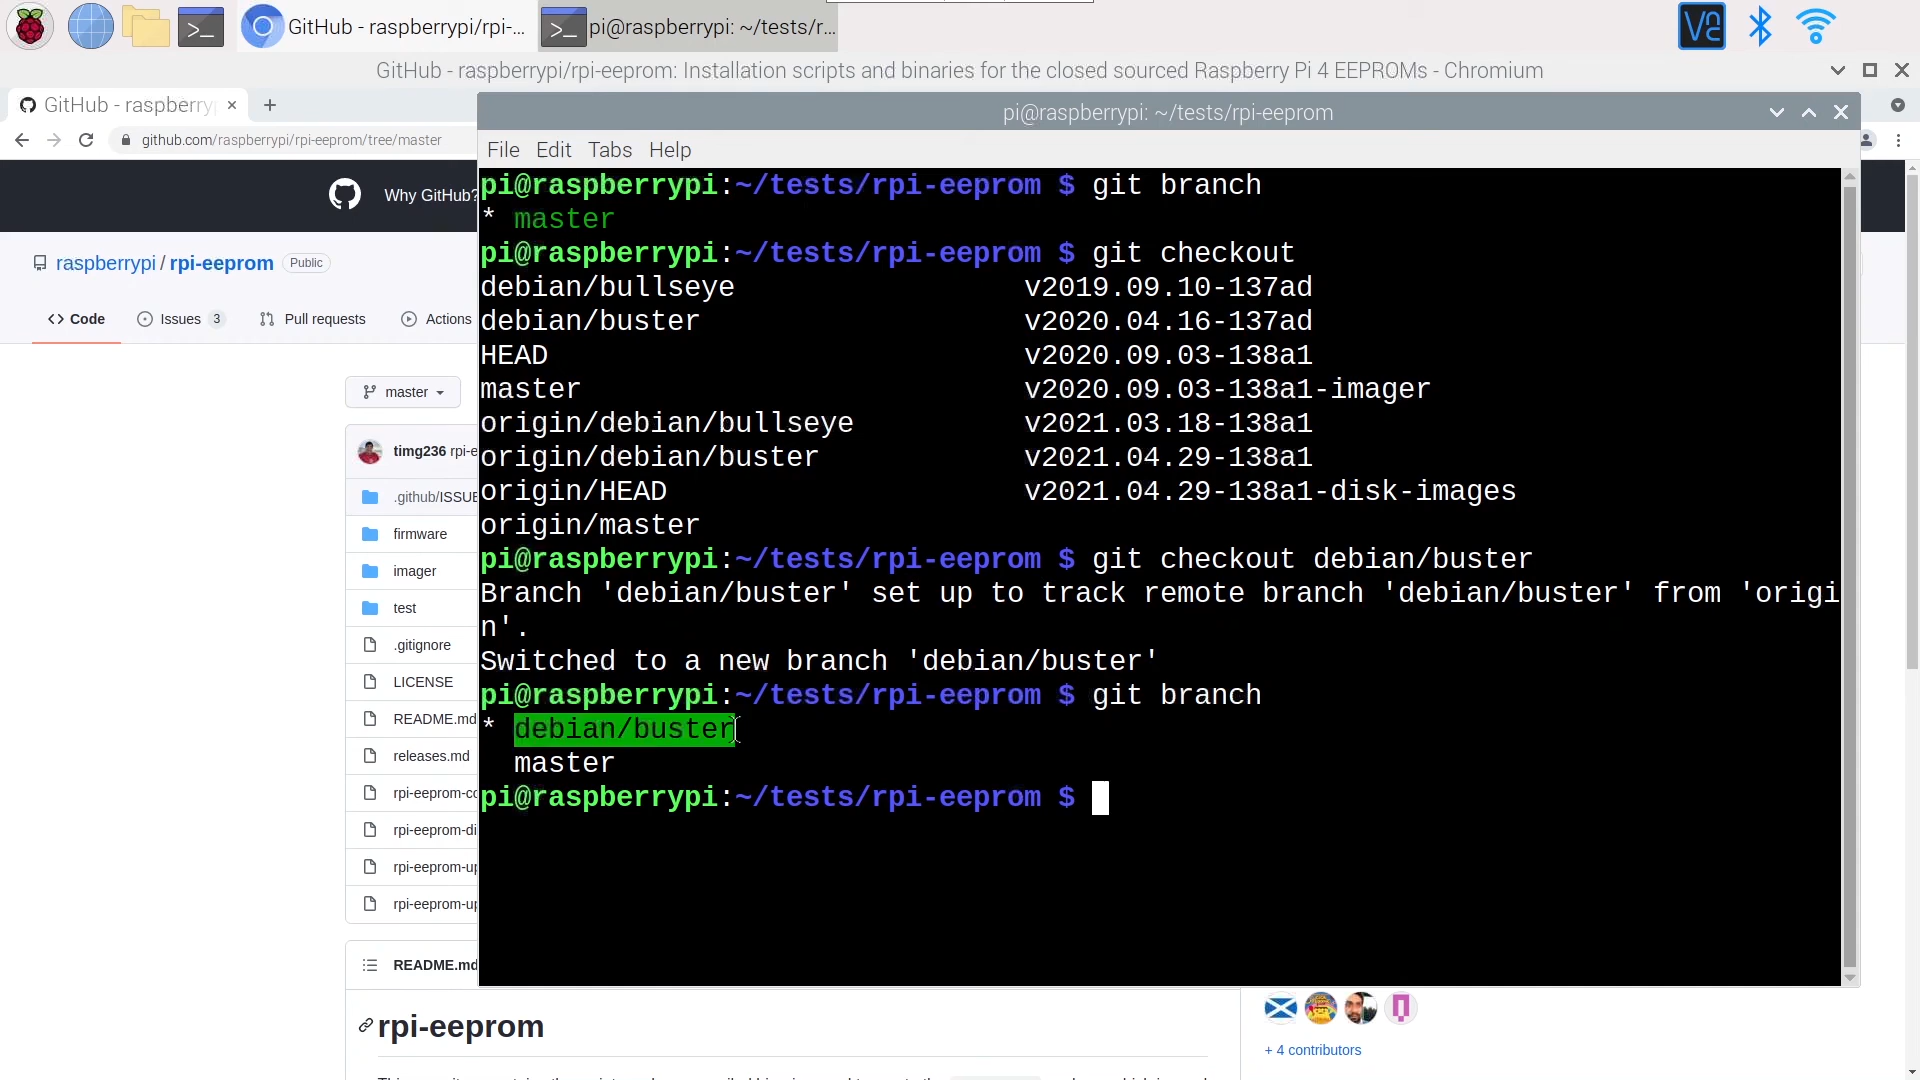 GitHub - raspberrypi/rpi-...
pi@raspberrypi: ~/tests/r...
GitHub - raspberrypi/rpi-eeprom: Installation scripts and binaries for the closed sourced Raspberry Pi 4 EEPROMs - Chromium
GitHub - raspberry
github.com/raspberrypi/rpi-eeprom/tree/master
Why GitHub?
raspberrypi / rpi-eeprom Public
Code Issues 3 Pull requests Actions
master
timg236 rpi-e
.github/ISSUE
firmware
imager
test
.gitignore
LICENSE
README.md
releases.md
rpi-eeprom-co
rpi-eeprom-di
rpi-eeprom-up
rpi-eeprom-up
README.md
rpi-eeprom
+ 4 contributors
pi@raspberrypi: ~/tests/rpi-eeprom
File Edit Tabs Help
pi@raspberrypi:~/tests/rpi-eeprom $ git branch
* master
pi@raspberrypi:~/tests/rpi-eeprom $ git checkout
debian/bullseye v2019.09.10-137ad
debian/buster v2020.04.16-137ad
HEAD v2020.09.03-138a1
master v2020.09.03-138a1-imager
origin/debian/bullseye v2021.03.18-138a1
origin/debian/buster v2021.04.29-138a1
origin/HEAD v2021.04.29-138a1-disk-images
origin/master
pi@raspberrypi:~/tests/rpi-eeprom $ git checkout debian/buster
Branch 'debian/buster' set up to track remote branch 'debian/buster' from 'origi
n'.
Switched to a new branch 'debian/buster'
pi@raspberrypi:~/tests/rpi-eeprom $ git branch
* debian/buster
master
pi@raspberrypi:~/tests/rpi-eeprom $